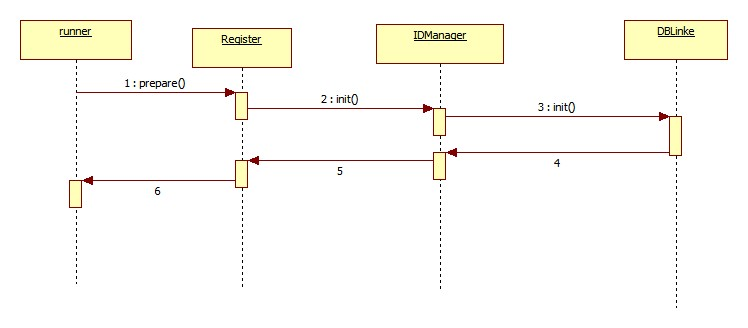 runner
Register
IDManager
DBLinke
1 : prepare()
2 : init()
3 : init()
4
5
6